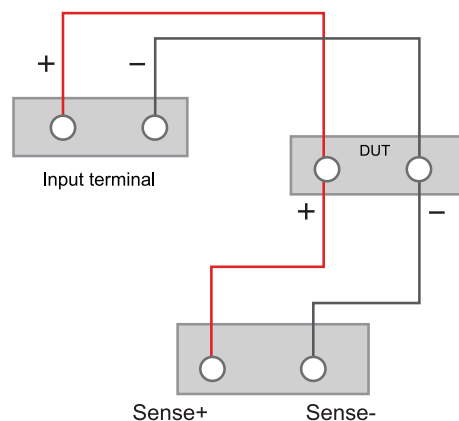 + −
Input terminal
DUT
+ −
Sense+ Sense-